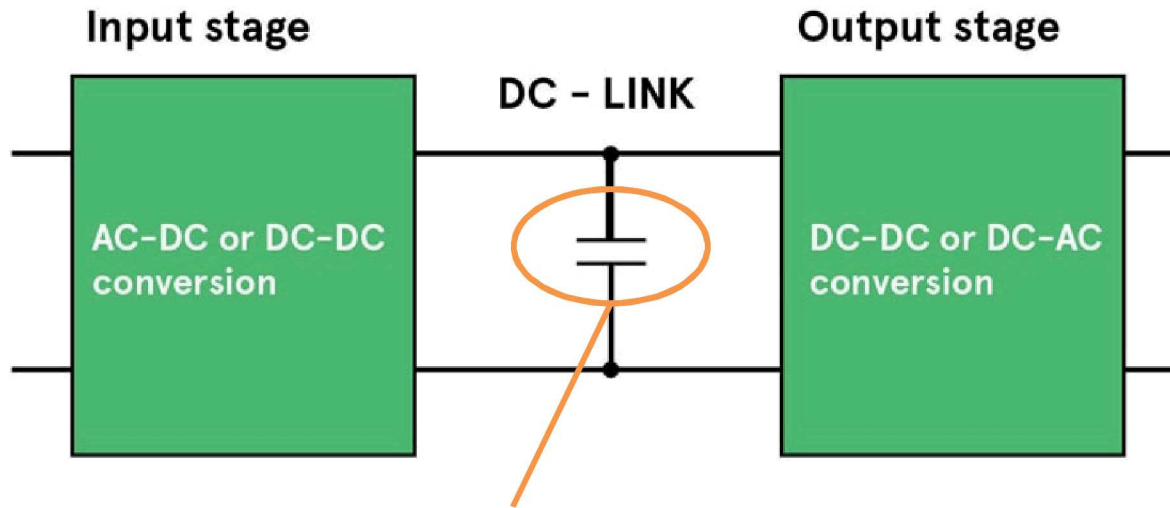 Input stage
Output stage
DC - LINK
AC-DC or DC-DC
conversion
DC-DC or DC-AC
conversion